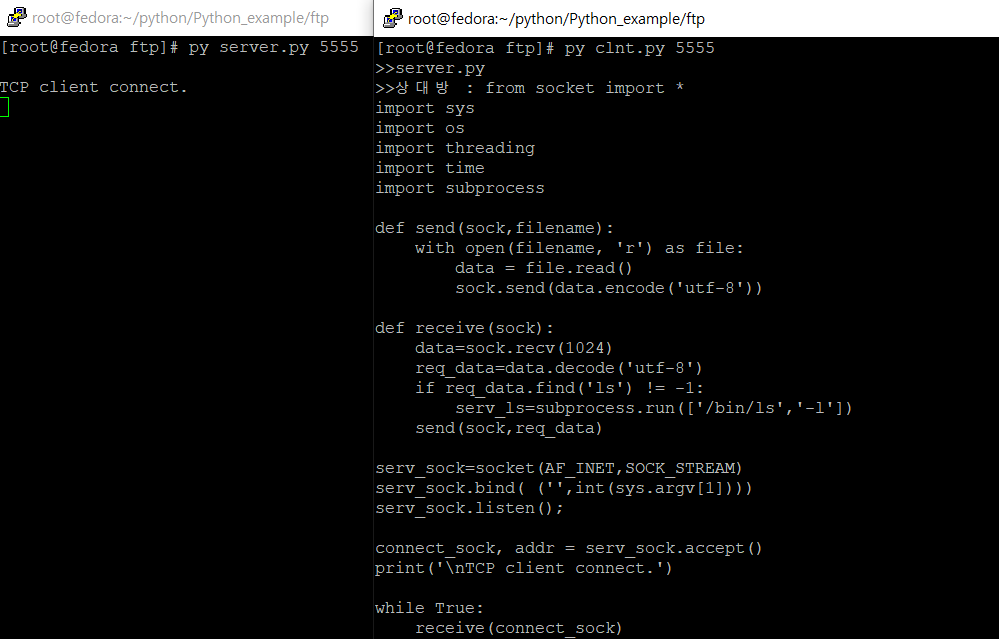 root@fedora:~/python/Python_example/ftp
[root@fedora ftp]# py server.py 5555
TCP client connect.
root@fedora:~/python/Python_example/ftp
[root@fedora ftp]# py clnt.py 5555
>>server.py
>>상대방 : from socket import *
import sys
import os
import threading
import time
import subprocess
def send(sock,filename):
    with open(filename, 'r') as file:
        data = file.read()
        sock.send(data.encode('utf-8'))
def receive(sock):
    data=sock.recv(1024)
    req_data=data.decode('utf-8')
    if req_data.find('ls') != -1:
        serv_ls=subprocess.run(['/bin/ls','-l'])
    send(sock,req_data)
serv_sock=socket(AF_INET,SOCK_STREAM)
serv_sock.bind( ('',int(sys.argv[1])))
serv_sock.listen();
connect_sock, addr = serv_sock.accept()
print('\nTCP client connect.')
while True:
    receive(connect_sock)